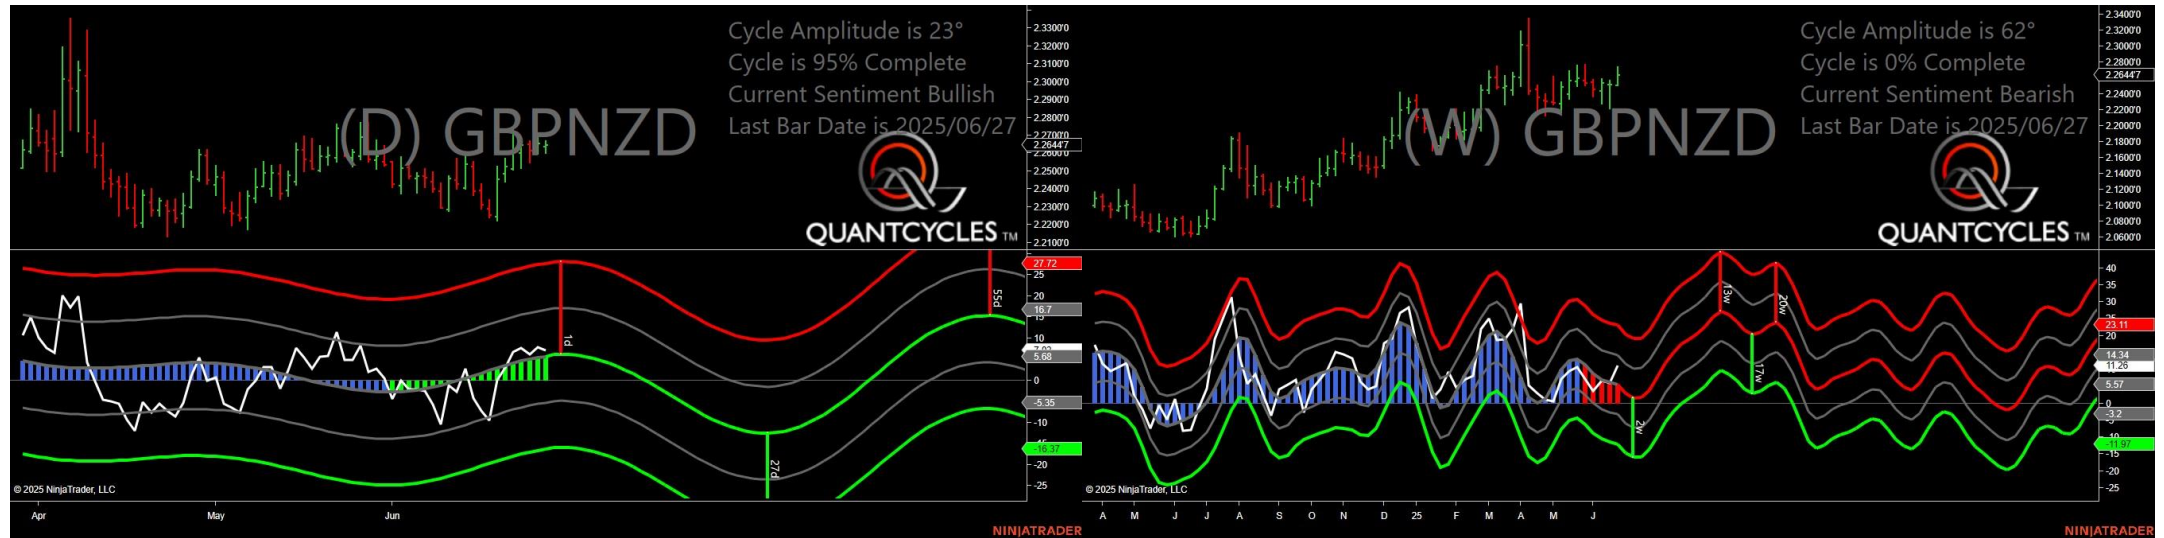 Cycle Amplitude is 23°
Cycle is 95% Complete
Current Sentiment Bullish
Last Bar Date is 2025/06/27
(D) GBPNZD
QUANTCYCLES TM
2.3300'0
2.3200'0
2.3100'0
2.3000'0
2.2900'0
2.2800'0
2.2700'0
2.2644'7
2.2600'0
2.2500'0
2.2400'0
2.2300'0
2.2200'0
2.2100'0
27.72
25
20
16.7
15
10
5.68
0
-5.35
-10
-16.37
-20
-25
1d
27d
55d
© 2025 NinjaTrader, LLC
Apr May Jun
NINJATRADER
Cycle Amplitude is 62°
Cycle is 0% Complete
Current Sentiment Bearish
Last Bar Date is 2025/06/27
(W) GBPNZD
QUANTCYCLES TM
2.3400'0
2.3200'0
2.3000'0
2.2800'0
2.2644'7
2.2400'0
2.2200'0
2.2000'0
2.1800'0
2.1600'0
2.1400'0
2.1200'0
2.1000'0
2.0800'0
2.0600'0
40
35
30
25
23.11
20
14.34
11.26
5.57
0
-3.2
-11.97
-15
-20
-25
2w
13w
17w
20w
© 2025 NinjaTrader, LLC
A M J J A S O N D 25 F M A M J
NINJATRADER